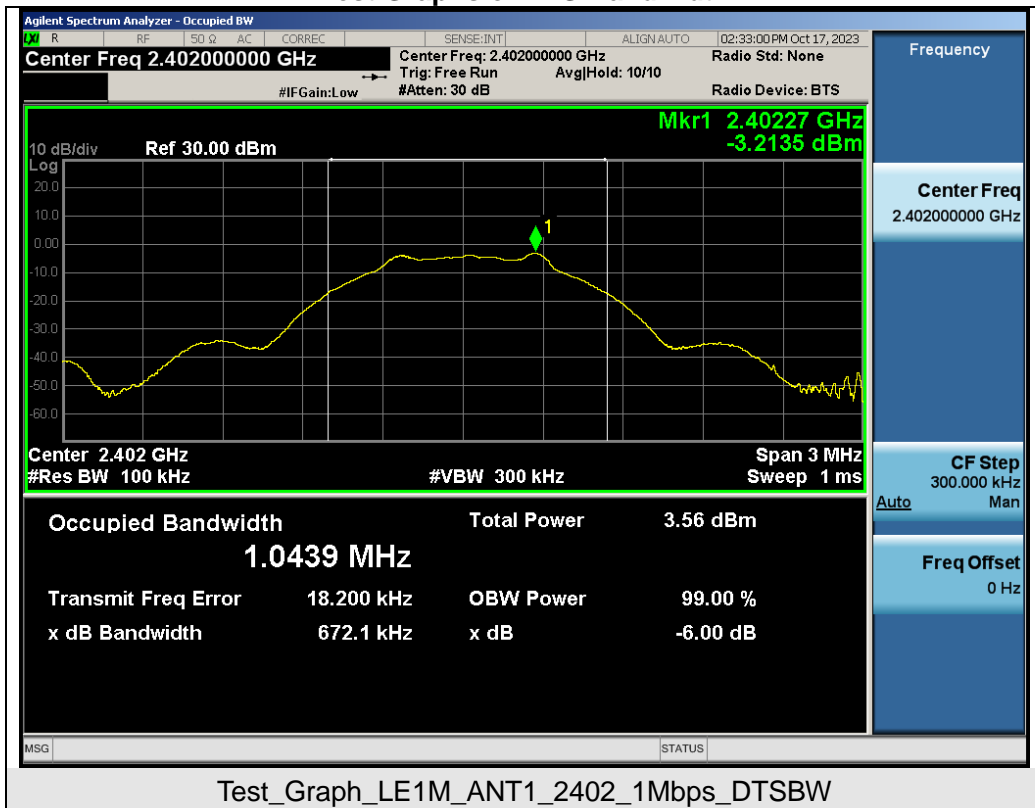 Agilent Spectrum Analyzer - Occupied BW
LXI R RF 50 Ω AC CORREC SENSE:INT ALIGN AUTO 02:33:00 PM Oct 17, 2023
Center Freq 2.402000000 GHz
Center Freq: 2.402000000 GHz Radio Std: None
Trig: Free Run Avg|Hold: 10/10
#IFGain:Low #Atten: 30 dB Radio Device: BTS
Mkr1 2.40227 GHz
-3.2135 dBm
10 dB/div Ref 30.00 dBm
Log
20.0
10.0
0.00
-10.0
-20.0
-30.0
-40.0
-50.0
-60.0
1
Center 2.402 GHz Span 3 MHz
#Res BW 100 kHz #VBW 300 kHz Sweep 1 ms
Occupied Bandwidth Total Power 3.56 dBm
1.0439 MHz
Transmit Freq Error 18.200 kHz OBW Power 99.00 %
x dB Bandwidth 672.1 kHz x dB -6.00 dB
MSG STATUS
Frequency
Center Freq
2.402000000 GHz
CF Step
300.000 kHz
Auto Man
Freq Offset
0 Hz
Test_Graph_LE1M_ANT1_2402_1Mbps_DTSBW